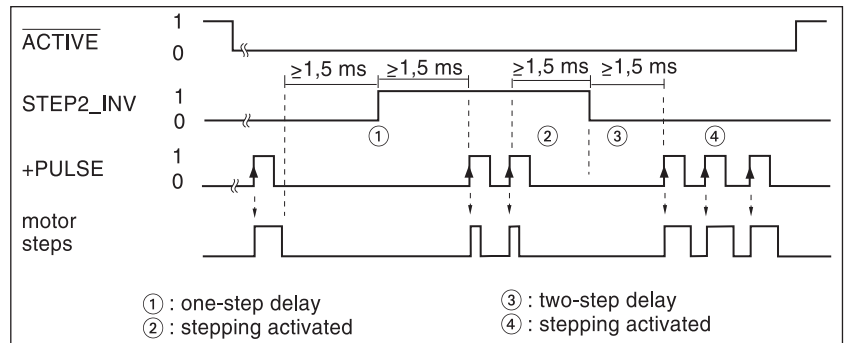 ACTIVE 1
0
≥1,5 ms ≥1,5 ms ≥1,5 ms ≥1,5 ms
STEP2_INV 1
0
① ② ③ ④
+PULSE 1
0
motor
steps
① : one-step delay
② : stepping activated
③ : two-step delay
④ : stepping activated